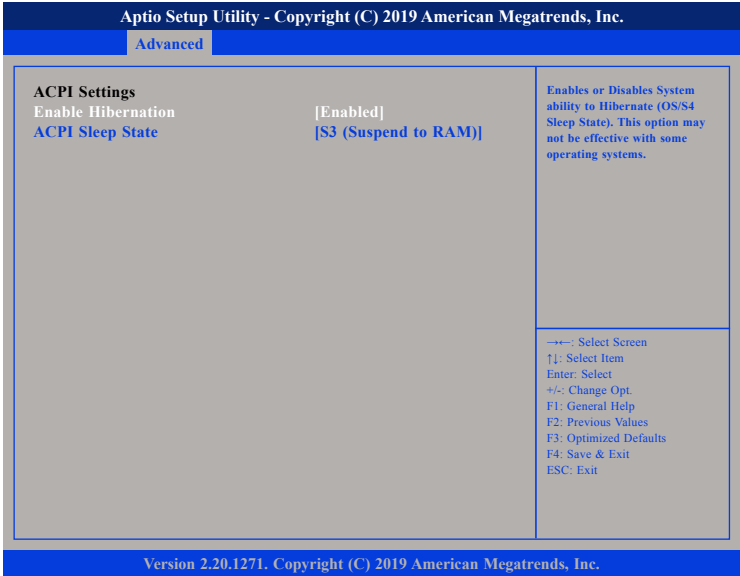 Aptio Setup Utility - Copyright (C) 2019 American Megatrends, Inc.
Advanced
ACPI Settings
Enable Hibernation [Enabled]
ACPI Sleep State [S3 (Suspend to RAM)]
Enables or Disables System
ability to Hibernate (OS/S4
Sleep State). This option may
not be effective with some
operating systems.
→←: Select Screen
↑↓: Select Item
Enter: Select
+/-: Change Opt.
F1: General Help
F2: Previous Values
F3: Optimized Defaults
F4: Save & Exit
ESC: Exit
Version 2.20.1271. Copyright (C) 2019 American Megatrends, Inc.